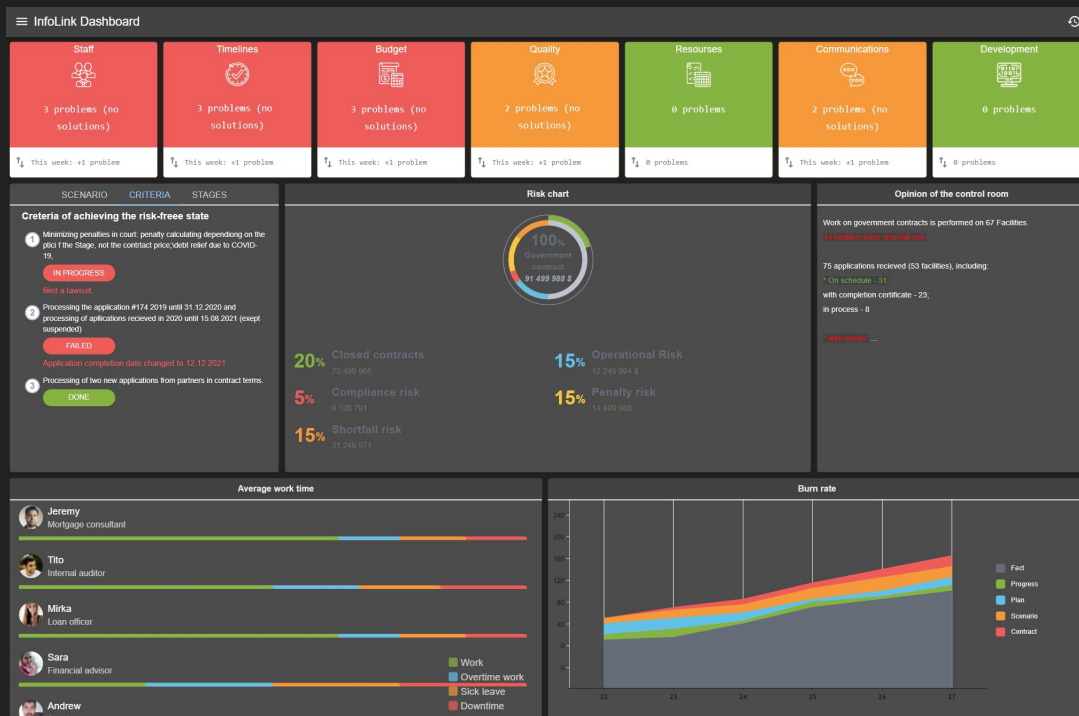 InfoLink Dashboard
Staff
3 problems (no
solutions)
This week: +1 problem
Timelines
3 problems (no
solutions)
This week: +1 problem
Budget
3 problems (no
solutions)
This week: +1 problem
Quality
2 problems (no
solutions)
This week: +1 problem
Resourses
0 problems
0 problems
Communications
2 problems (no
solutions)
This week: +1 problem
Development
0 problems
0 problems
SCENARIO CRITERIA STAGES
Creteria of achieving the risk-freee state
1 Minimizing penalties in court: penalty calculating dependiong on the
plici f the Stage, not the contrtact price;\debt relief due to COVID-
19,
IN PROGRESS
filed a lawsuit
2 Processing the application #174 2019 until 31.12.2020 and
processing of apllications recieved in 2020 until 15.08.2021 (exept
suspended)
FAILED
Application completion date changed to 12.12.2021
3 Processing of two new applications from partners in contract terms.
DONE
Risk chart
100%
Government
contract
91 499 988 $
20% Closed contracts
73 499 965
5% Compliance risk
9 128 791
15% Shortfall risk
31 249 971
15% Operational Risk
12 249 994 $
15% Penalty risk
14 499 988
Opinion of the control room
Work on government contracts is performed on 67 Facilities.
14 facilities have shortfall risk
75 applications recieved (53 facilities), including:
* On schedule - 31
with completion certificate - 23;
in process - 8
...
Average work time
Jeremy
Mortgage consultant
Tito
Internal auditor
Mirka
Loan officer
Sara
Financial advisor
Andrew
Work
Overtime work
Sick leave
Downtime
Burn rate
240
200
160
120
80
40
0
0
22 23 24 25 26 27
Fact
Progress
Plan
Scenario
Contract